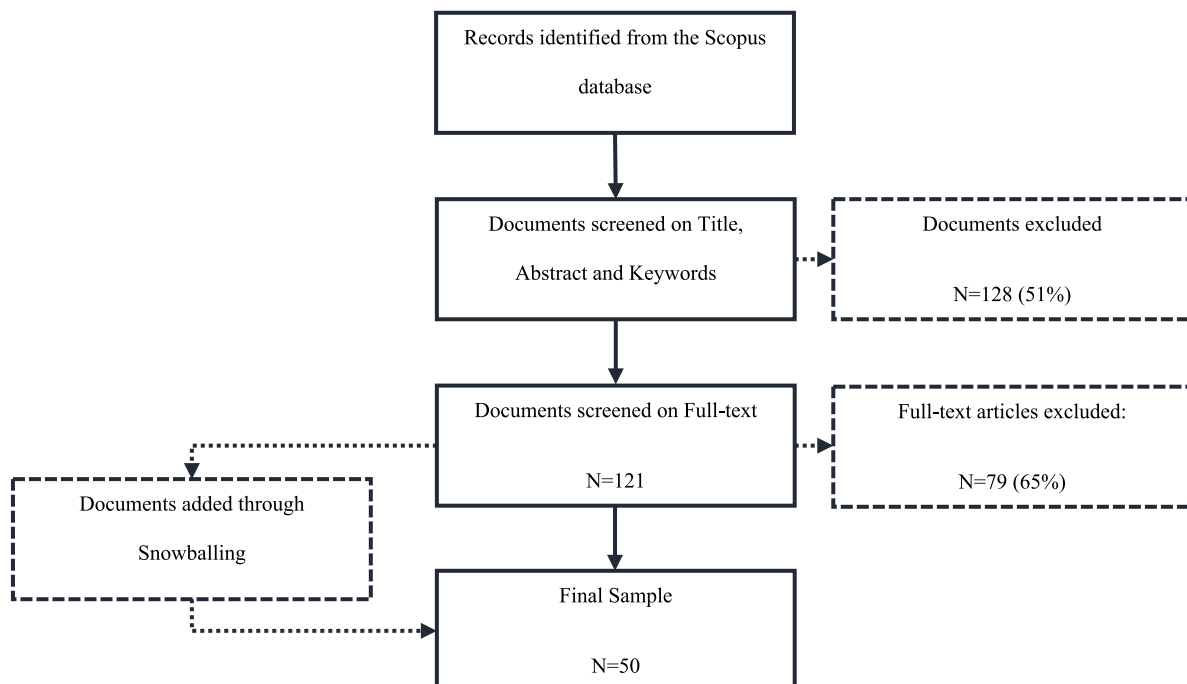 Records identified from the Scopus
database
Documents screened on Title,
Abstract and Keywords
Documents excluded
N=128 (51%)
Documents screened on Full-text
N=121
Full-text articles excluded:
N=79 (65%)
Documents added through
Snowballing
Final Sample
N=50